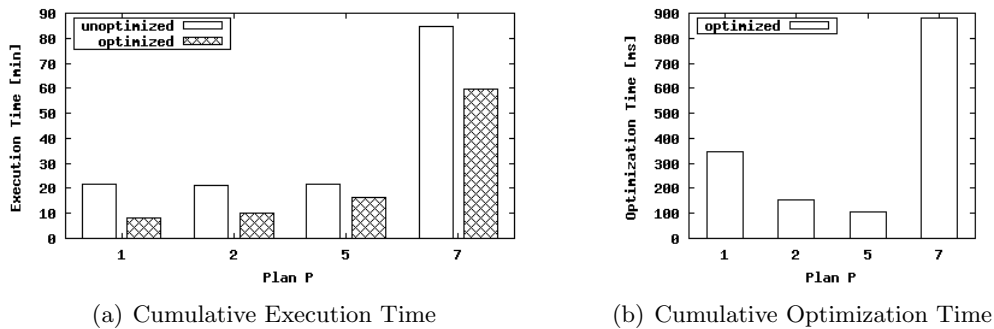 Execution Time [min]
90
80
70
60
50
40
30
20
10
0
unoptimized
optimized
1 2 5 7
Plan P
(a) Cumulative Execution Time
Optimization Time [ms]
900
800
700
600
500
400
300
200
100
0
optimized
1 2 5 7
Plan P
(b) Cumulative Optimization Time